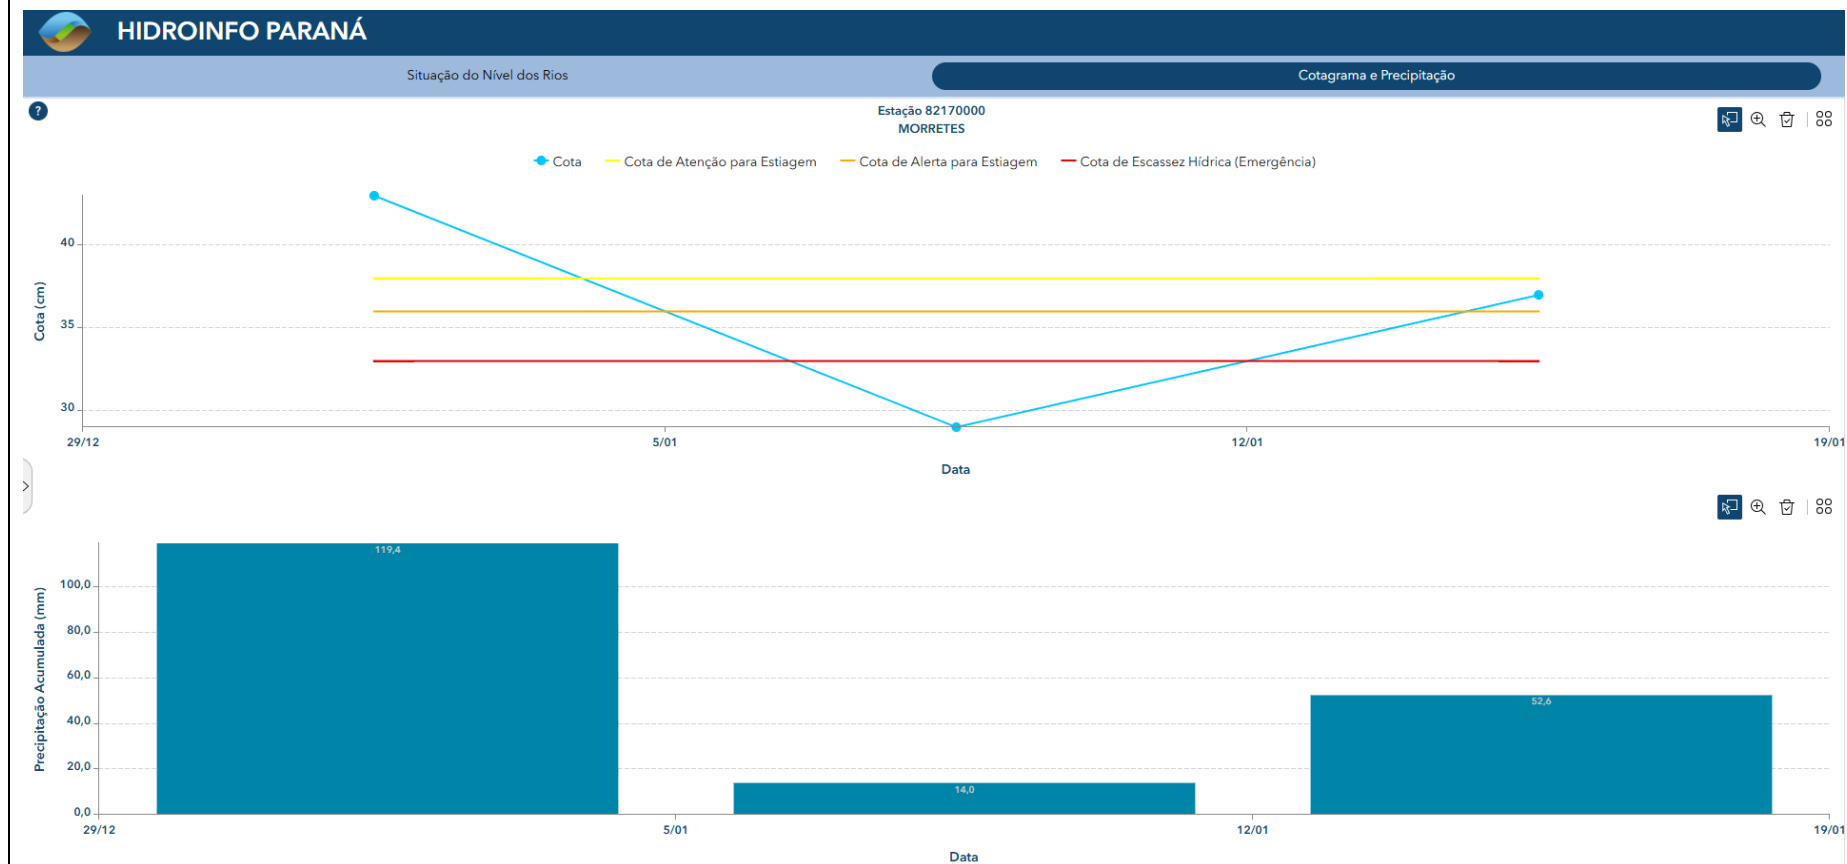 HIDROINFO PARANÁ
Situação do Nível dos Rios
Cotagrama e Precipitação
?
Estação 82170000
MORRETES
Cota
Cota de Atenção para Estiagem
Cota de Alerta para Estiagem
Cota de Escassez Hídrica (Emergência)
Cota (cm)
40
35
30
29/12
5/01
12/01
19/01
Data
Precipitação Acumulada (mm)
100,0
80,0
60,0
40,0
20,0
0,0
119,4
14,0
52,6
29/12
5/01
12/01
19/01
Data